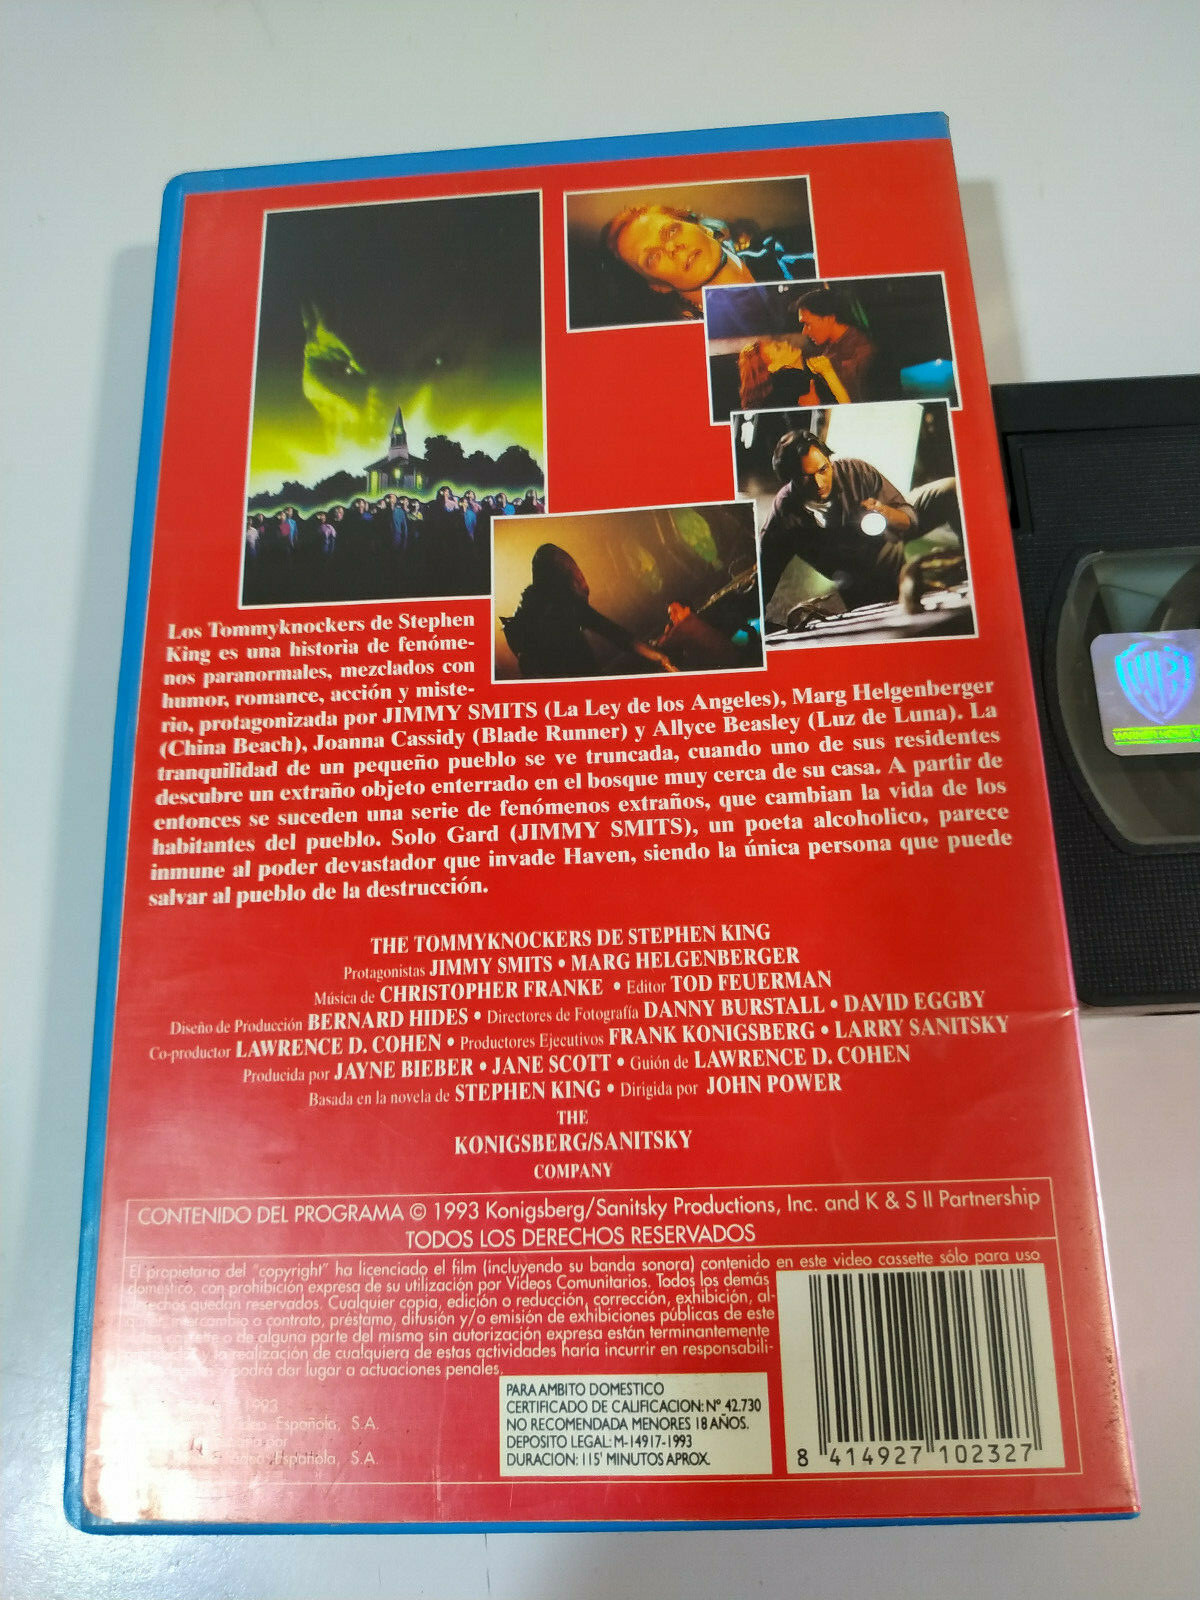 Los Tommyknockers de Stephen
King es una historia de fenóme-
nos paranormales, mezclados con
humor, romance, acción y miste-
rio, protagonizada por JIMMY SMITS (La Ley de los Angeles), Marg Helgenberger
(China Beach), Joanna Cassidy (Blade Runner) y Allyce Beasley (Luz de Luna). La
tranquilidad de un pequeño pueblo se ve truncada, cuando uno de sus residentes
descubre un extraño objeto enterrado en el bosque muy cerca de su casa. A partir de
entonces se suceden una serie de fenómenos extraños, que cambian la vida de los
habitantes del pueblo. Solo Gard (JIMMY SMITS), un poeta alcoholico, parece
inmune al poder devastador que invade Haven, siendo la única persona que puede
salvar al pueblo de la destrucción.
THE TOMMYKNOCKERS DE STEPHEN KING
Protagonistas JIMMY SMITS • MARG HELGENBERGER
Música de CHRISTOPHER FRANKE • Editor TOD FEUERMAN
Diseño de Producción BERNARD HIDES • Directores de Fotografía DANNY BURSTALL • DAVID EGGBY
Co-productor LAWRENCE D. COHEN • Productores Ejecutivos FRANK KONIGSBERG • LARRY SANITSKY
Producida por JAYNE BIEBER • JANE SCOTT • Guión de LAWRENCE D. COHEN
Basada en la novela de STEPHEN KING • Dirigida por JOHN POWER
THE
KONIGSBERG/SANITSKY
COMPANY
CONTENIDO DEL PROGRAMA © 1993 Konigsberg/Sanitsky Productions, Inc. and K & S II Partnership
TODOS LOS DERECHOS RESERVADOS
El propietario del "copyright" ha licenciado el film (incluyendo su banda sonora) contenido en este video cassette sólo para uso
doméstico, con prohibición expresa de su utilización por Videos Comunitarios. Todos los demás
derechos quedan reservados. Cualquier copia, edición o reducción, corrección, exhibición, al-
intercambio o contrato, préstamo, difusión y/o emisión de exhibiciones públicas de este
cassette o de alguna parte del mismo sin autorización expresa están terminantemente
y la realización de cualquiera de estas actividades haría incurrir en responsabili-
podrá dar lugar a actuaciones penales.
1993
Española, S.A.
por
Española, S.A.
PARA AMBITO DOMESTICO
CERTIFICADO DE CALIFICACION: Nº 42.730
NO RECOMENDADA MENORES 18 AÑOS.
DEPOSITO LEGAL: M-14917-1993
DURACION: 115' MINUTOS APROX.
8 414927 102327
WB